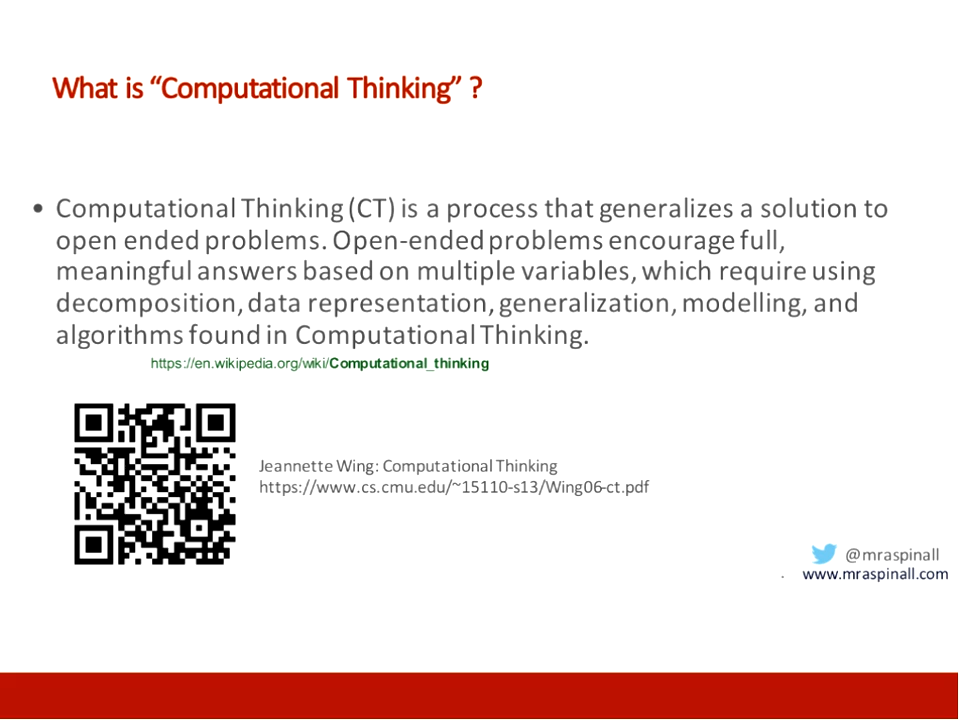 What is “Computational Thinking” ?
• Computational Thinking (CT) is a process that generalizes a solution to
open ended problems. Open-ended problems encourage full,
meaningful answers based on multiple variables, which require using
decomposition, data representation, generalization, modelling, and
algorithms found in Computational Thinking.
https://en.wikipedia.org/wiki/Computational_thinking
Jeannette Wing: Computational Thinking
https://www.cs.cmu.edu/~15110-s13/Wing06-ct.pdf
@mraspinall
. www.mraspinall.com